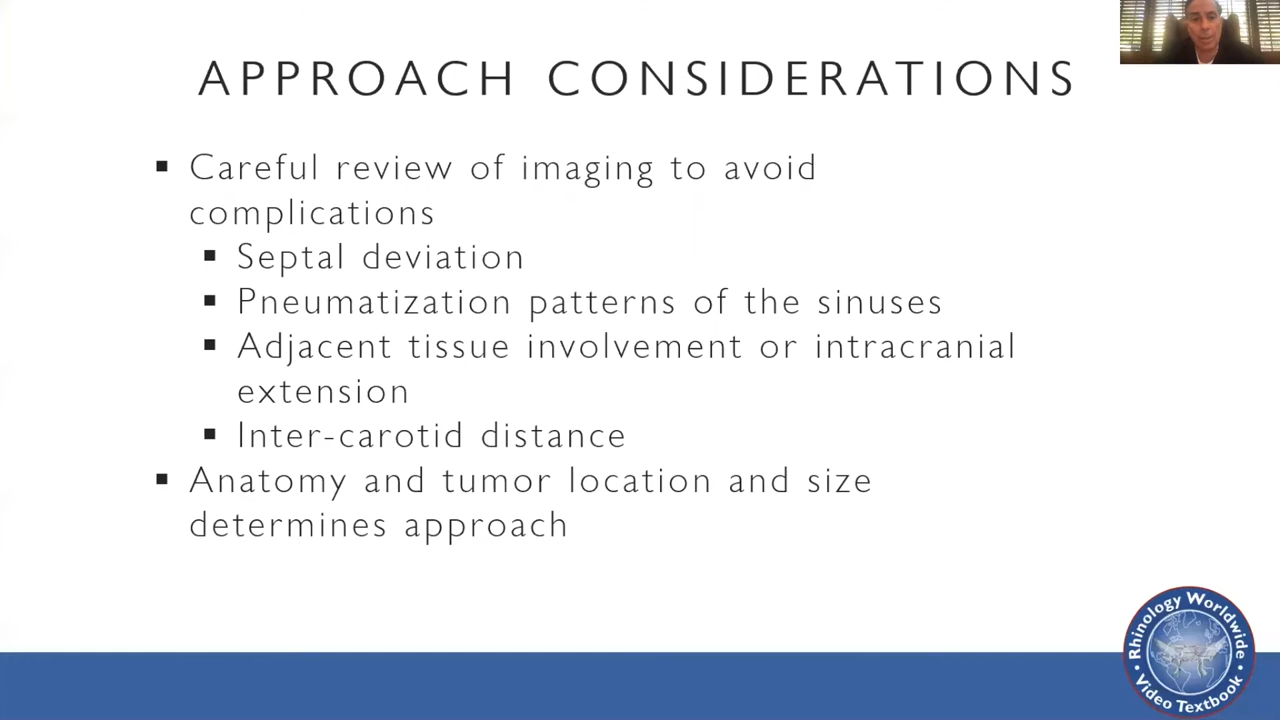 APPROACH CONSIDERATIONS
▪ Careful review of imaging to avoid
complications
▪ Septal deviation
▪ Pneumatization patterns of the sinuses
▪ Adjacent tissue involvement or intracranial
extension
▪ Inter-carotid distance
▪ Anatomy and tumor location and size
determines approach
Rhinology Worldwide
• Video Textbook •